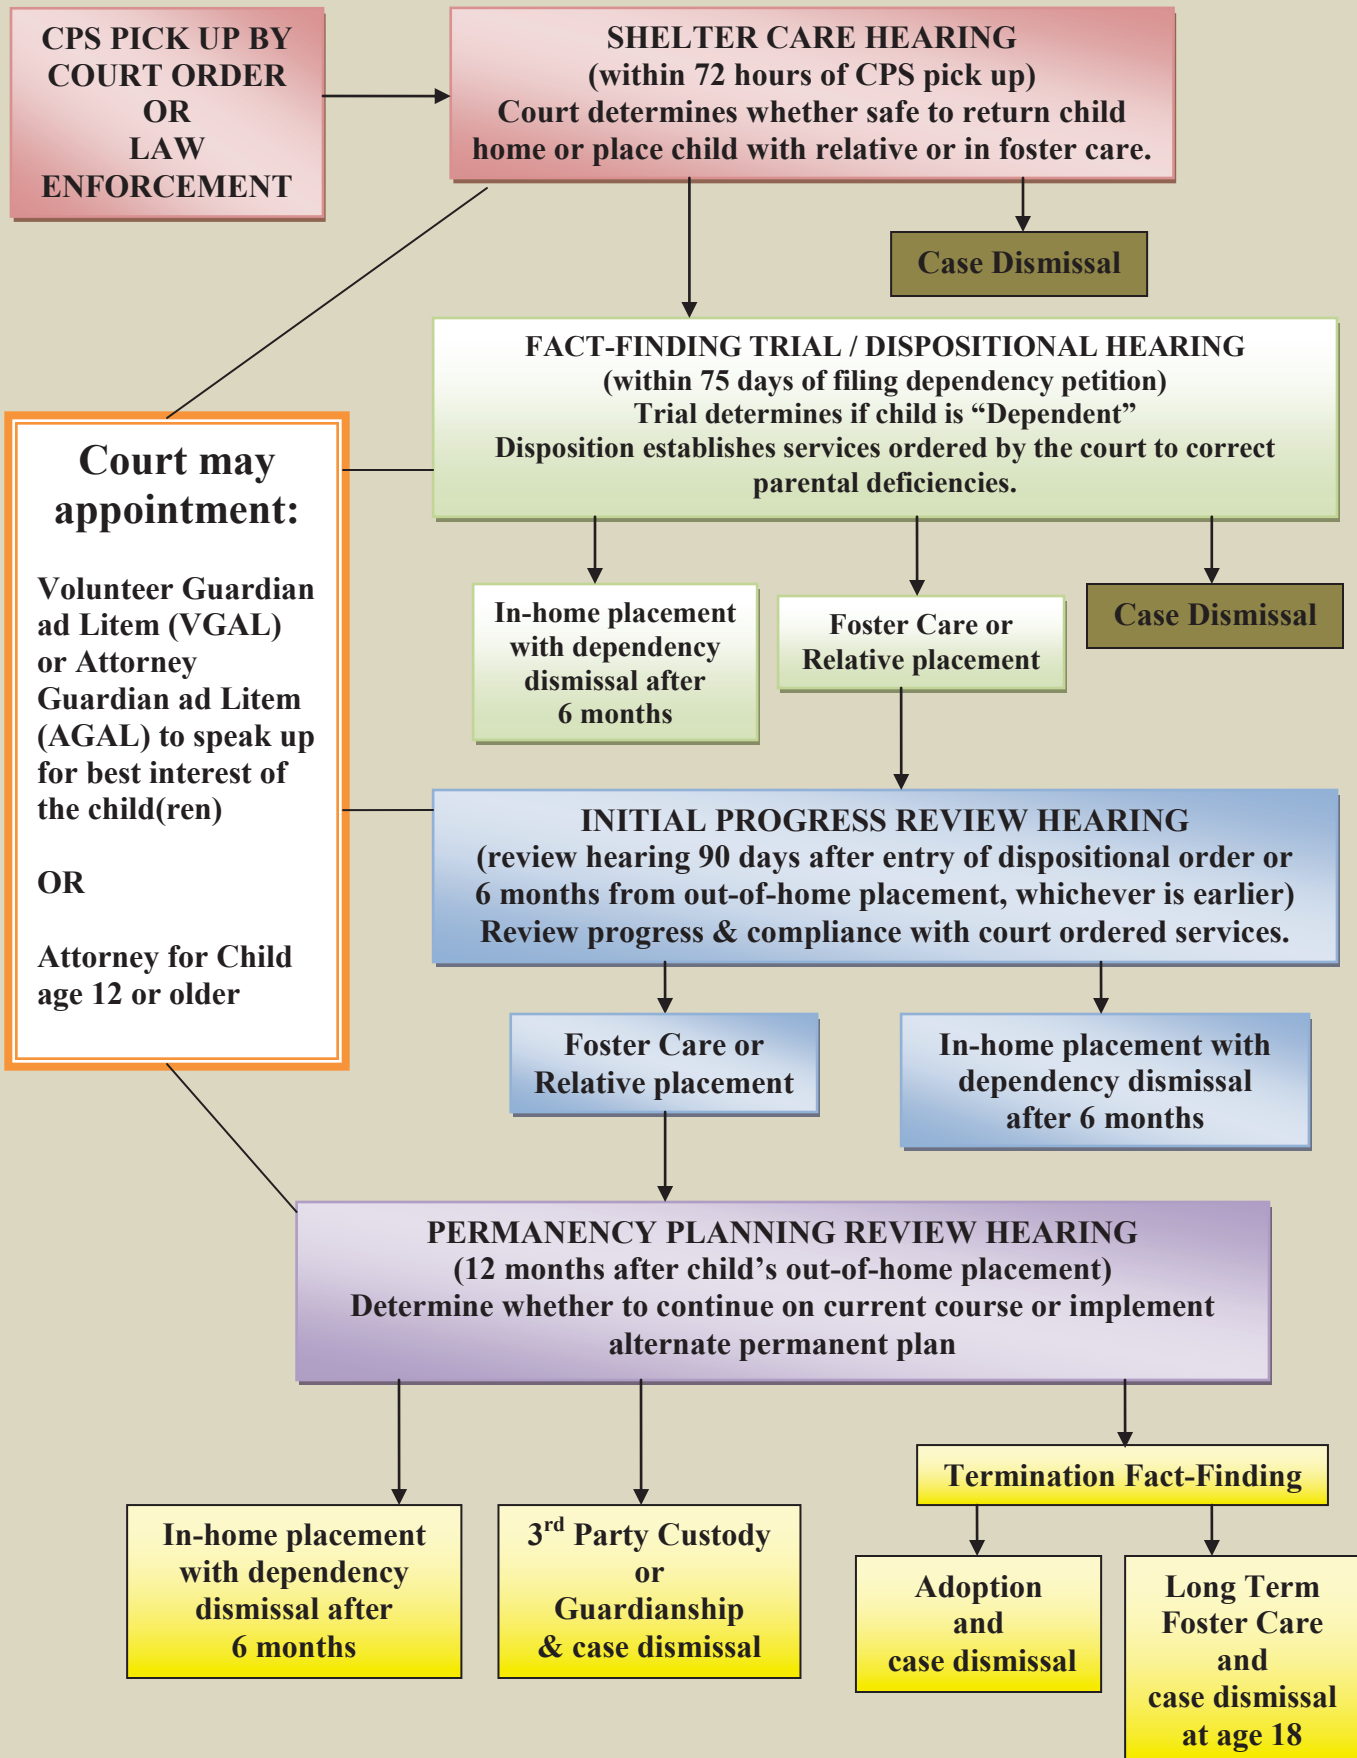 CPS PICK UP BY
COURT ORDER
OR
LAW
ENFORCEMENT
SHELTER CARE HEARING
(within 72 hours of CPS pick up)
Court determines whether safe to return child
home or place child with relative or in foster care.
Case Dismissal
FACT-FINDING TRIAL / DISPOSITIONAL HEARING
(within 75 days of filing dependency petition)
Trial determines if child is “Dependent”
Disposition establishes services ordered by the court to correct
parental deficiencies.
Court may
appointment:
Volunteer Guardian
ad Litem (VGAL)
or Attorney
Guardian ad Litem
(AGAL) to speak up
for best interest of
the child(ren)
OR
Attorney for Child
age 12 or older
In-home placement
with dependency
dismissal after
6 months
Foster Care or
Relative placement
Case Dismissal
INITIAL PROGRESS REVIEW HEARING
(review hearing 90 days after entry of dispositional order or
6 months from out-of-home placement, whichever is earlier)
Review progress & compliance with court ordered services.
Foster Care or
Relative placement
In-home placement with
dependency dismissal
after 6 months
PERMANENCY PLANNING REVIEW HEARING
(12 months after child’s out-of-home placement)
Determine whether to continue on current course or implement
alternate permanent plan
In-home placement
with dependency
dismissal after
6 months
3rd Party Custody
or
Guardianship
& case dismissal
Termination Fact-Finding
Adoption
and
case dismissal
Long Term
Foster Care
and
case dismissal
at age 18